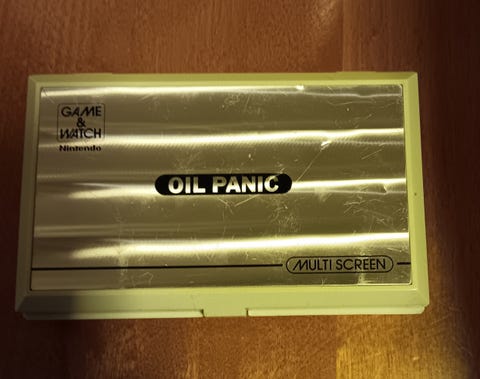 GAME
&
WATCH
Nintendo
OIL PANIC
MULTI SCREEN